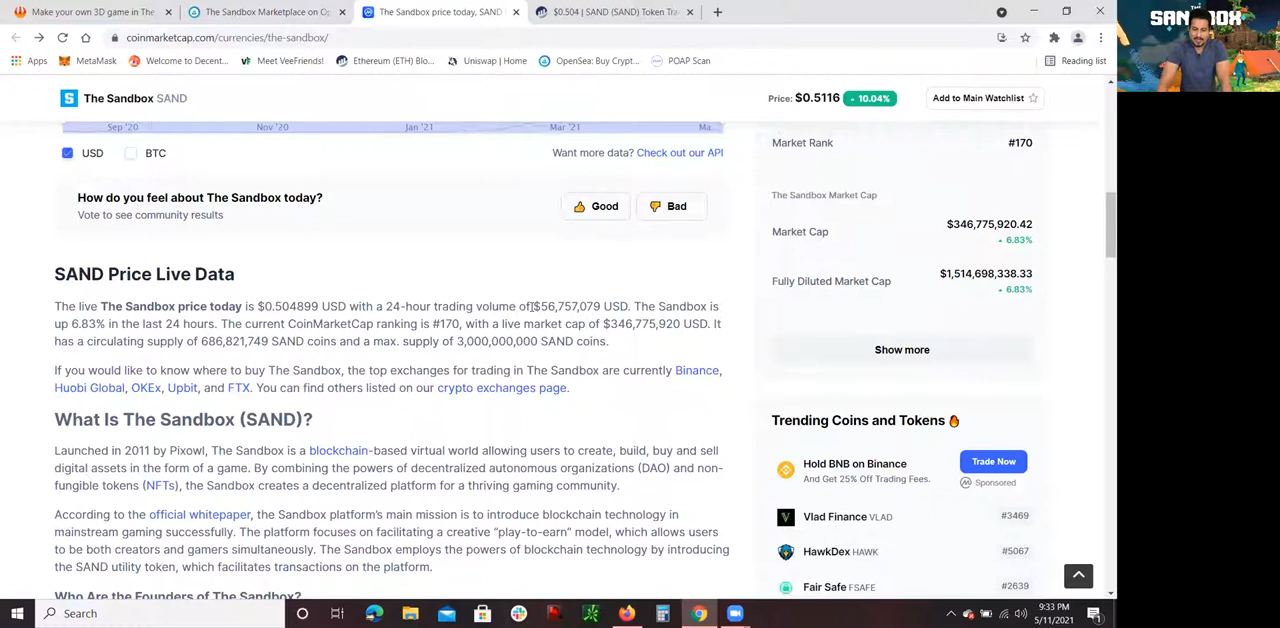 Make your own 3D game in The
The Sandbox Marketplace on Op
The Sandbox price today, SAND
$0.504 | SAND (SAND) Token Tra
coinmarketcap.com/currencies/the-sandbox/
Apps
MetaMask
Welcome to Decent...
Meet VeeFriends!
Ethereum (ETH) Blo...
Uniswap | Home
OpenSea: Buy Crypt...
POAP Scan
Reading list
The Sandbox SAND
Price: $0.5116 10.04%
Add to Main Watchlist
Sep '20 Nov '20 Jan '21 Mar '21 Ma...
USD BTC
Want more data? Check out our API
How do you feel about The Sandbox today?
Vote to see community results
Good
Bad
SAND Price Live Data
The live The Sandbox price today is $0.504899 USD with a 24-hour trading volume of $56,757,079 USD. The Sandbox is
up 6.83% in the last 24 hours. The current CoinMarketCap ranking is #170, with a live market cap of $346,775,920 USD. It
has a circulating supply of 686,821,749 SAND coins and a max. supply of 3,000,000,000 SAND coins.
If you would like to know where to buy The Sandbox, the top exchanges for trading in The Sandbox are currently Binance,
Huobi Global, OKEx, Upbit, and FTX. You can find others listed on our crypto exchanges page.
What Is The Sandbox (SAND)?
Launched in 2011 by Pixowl, The Sandbox is a blockchain-based virtual world allowing users to create, build, buy and sell
digital assets in the form of a game. By combining the powers of decentralized autonomous organizations (DAO) and non-
fungible tokens (NFTs), the Sandbox creates a decentralized platform for a thriving gaming community.
According to the official whitepaper, the Sandbox platform's main mission is to introduce blockchain technology in
mainstream gaming successfully. The platform focuses on facilitating a creative “play-to-earn” model, which allows users
to be both creators and gamers simultaneously. The Sandbox employs the powers of blockchain technology by introducing
the SAND utility token, which facilitates transactions on the platform.
Who Are the Founders of The Sandbox?
Market Rank #170
The Sandbox Market Cap
Market Cap $346,775,920.42
6.83%
Fully Diluted Market Cap $1,514,698,338.33
6.83%
Show more
Trending Coins and Tokens
Hold BNB on Binance
And Get 25% Off Trading Fees.
Trade Now
Sponsored
Vlad Finance VLAD #3469
HawkDex HAWK #5067
Fair Safe FSAFE #2639
Search
9:33 PM
5/11/2021